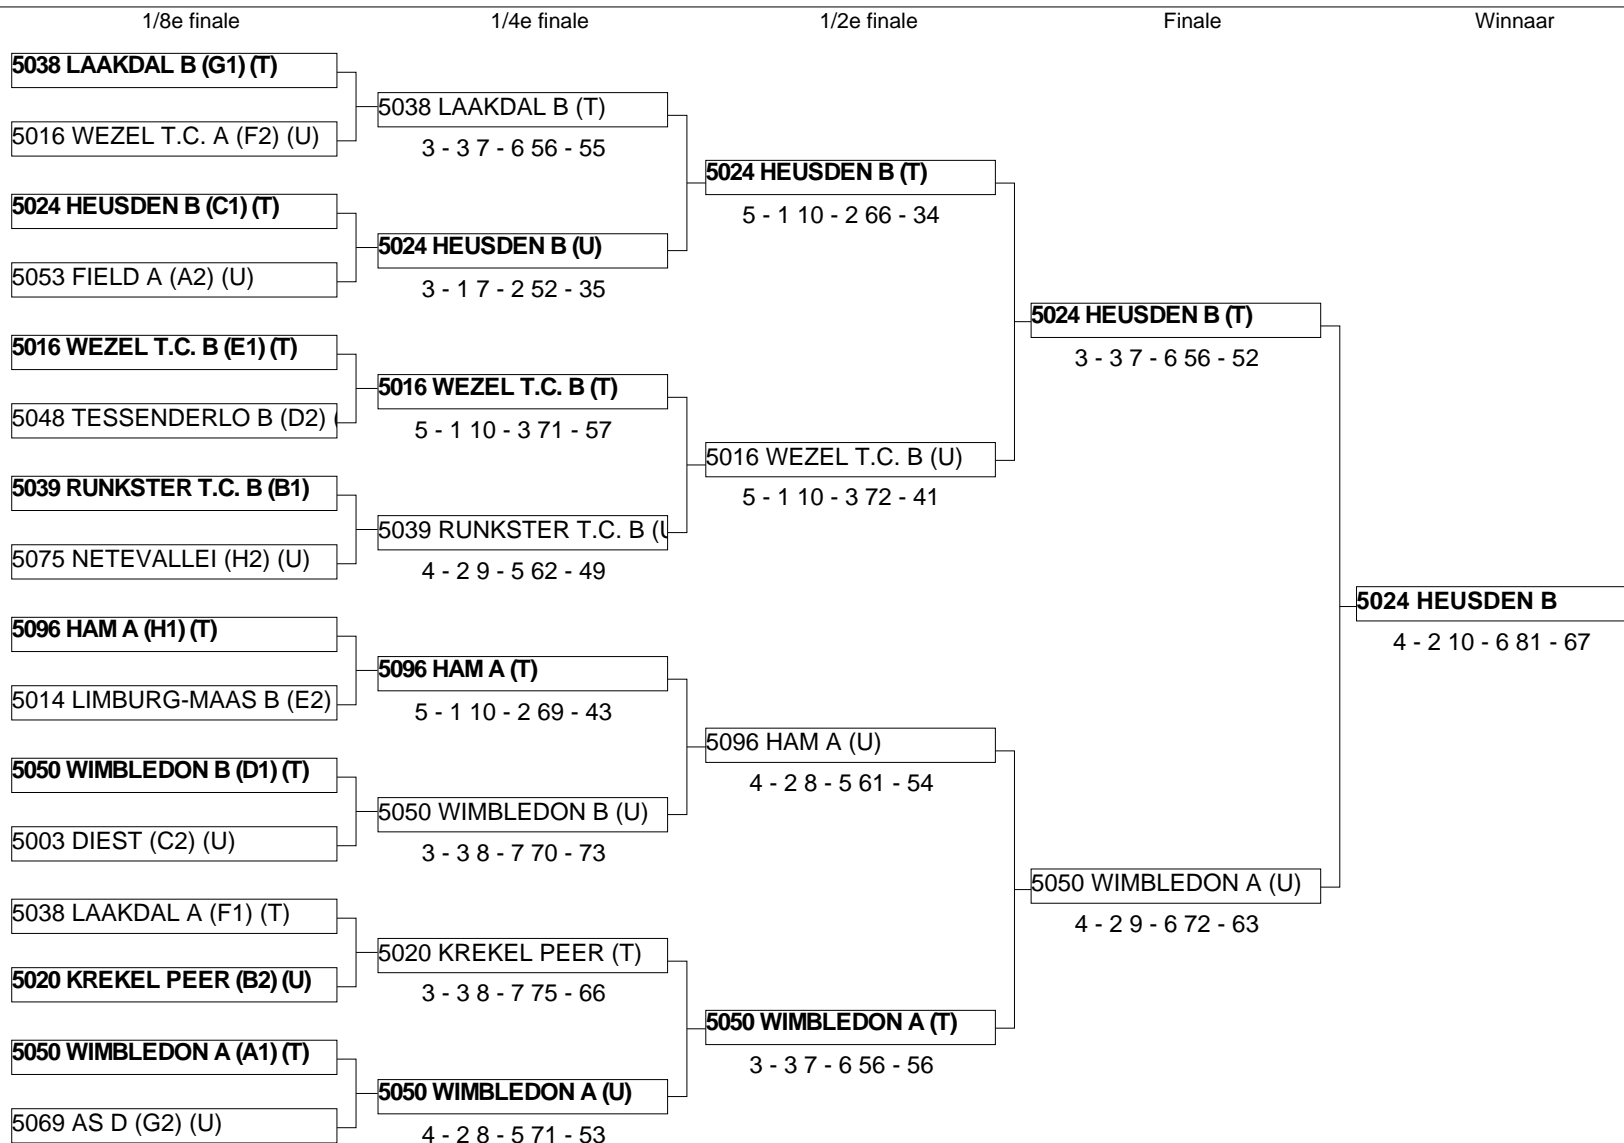 1/8e finale
1/4e finale
1/2e finale
Finale
Winnaar
5038 LAAKDAL B (G1) (T)
5016 WEZEL T.C. A (F2) (U)
5024 HEUSDEN B (C1) (T)
5053 FIELD A (A2) (U)
5016 WEZEL T.C. B (E1) (T)
5048 TESSENDERLO B (D2) (
5039 RUNKSTER T.C. B (B1)
5075 NETEVALLEI (H2) (U)
5096 HAM A (H1) (T)
5014 LIMBURG-MAAS B (E2)
5050 WIMBLEDON B (D1) (T)
5003 DIEST (C2) (U)
5038 LAAKDAL A (F1) (T)
5020 KREKEL PEER (B2) (U)
5050 WIMBLEDON A (A1) (T)
5069 AS D (G2) (U)
5038 LAAKDAL B (T)
3 - 3 7 - 6 56 - 55
5024 HEUSDEN B (U)
3 - 1 7 - 2 52 - 35
5016 WEZEL T.C. B (T)
5 - 1 10 - 3 71 - 57
5039 RUNKSTER T.C. B (U
4 - 2 9 - 5 62 - 49
5096 HAM A (T)
5 - 1 10 - 2 69 - 43
5050 WIMBLEDON B (U)
3 - 3 8 - 7 70 - 73
5020 KREKEL PEER (T)
3 - 3 8 - 7 75 - 66
5050 WIMBLEDON A (U)
4 - 2 8 - 5 71 - 53
5024 HEUSDEN B (T)
5 - 1 10 - 2 66 - 34
5016 WEZEL T.C. B (U)
5 - 1 10 - 3 72 - 41
5096 HAM A (U)
4 - 2 8 - 5 61 - 54
5050 WIMBLEDON A (T)
3 - 3 7 - 6 56 - 56
5024 HEUSDEN B (T)
3 - 3 7 - 6 56 - 52
5050 WIMBLEDON A (U)
4 - 2 9 - 6 72 - 63
5024 HEUSDEN B
4 - 2 10 - 6 81 - 67